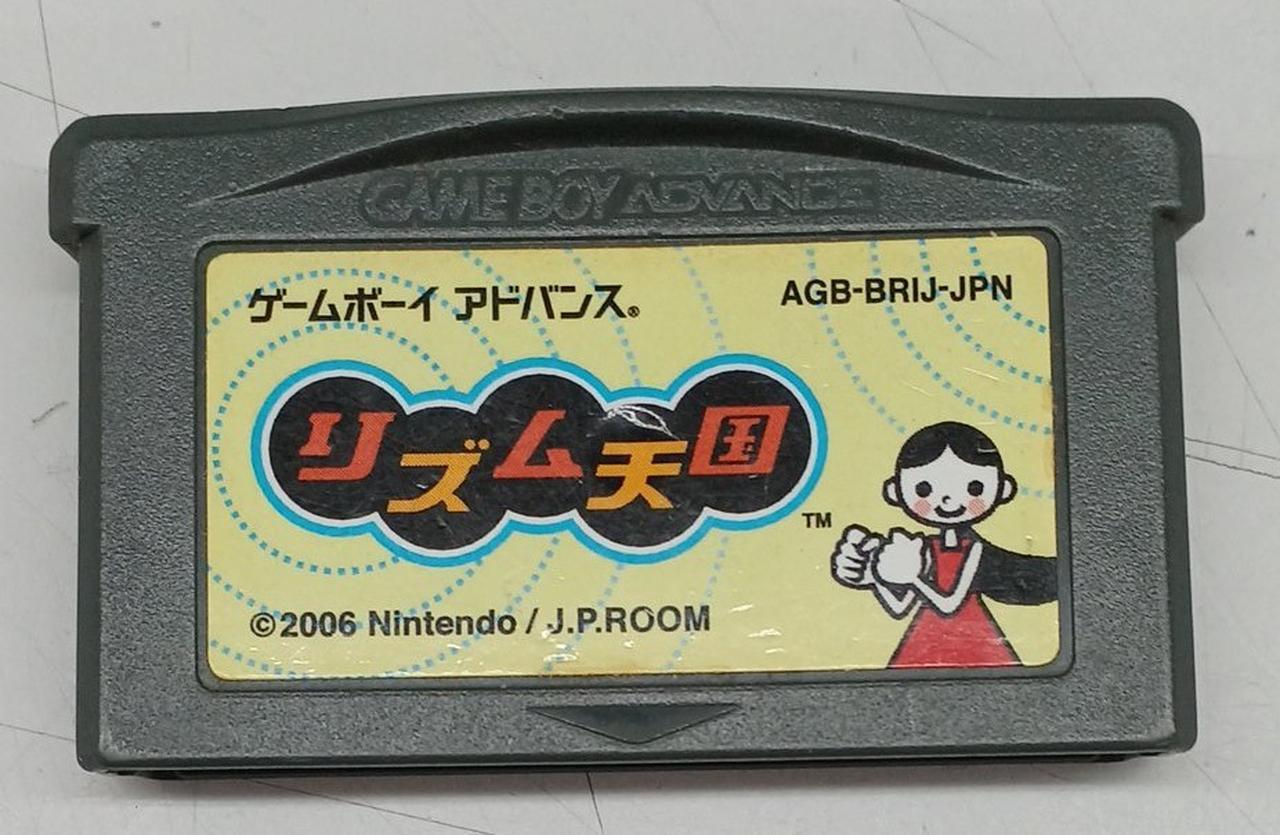 GAME BOY ADVANCE
ゲームボーイ アドバンス®
AGB-BRIJ-JPN
リズム天国
TM
©2006 Nintendo / J.P.ROOM